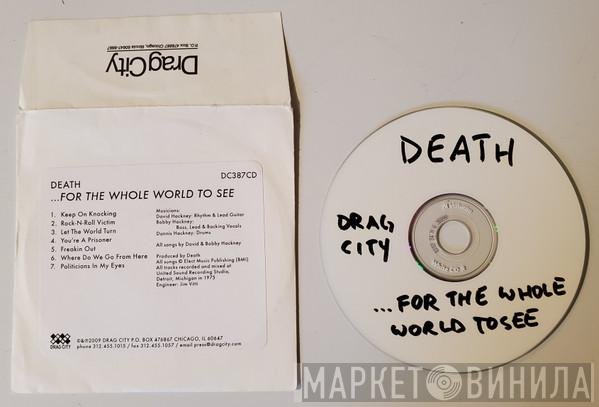 Drag City
P.O. Box 476867 Chicago, Illinois 60647-6867
DEATH
DC387CD
...FOR THE WHOLE WORLD TO SEE
1. Keep On Knocking
2. Rock-N-Roll Victim
3. Let The World Turn
4. You're A Prisoner
5. Freakin Out
6. Where Do We Go From Here
7. Politicians In My Eyes
Musicians:
David Hackney: Rhythm & Lead Guitar
Bobby Hackney:
Bass, Lead & Backing Vocals
Dannis Hackney: Drums
All songs by David & Bobby Hackney
Produced by Death
All songs © Elect Music Publishing (BMI)
All tracks recorded and mixed at
United Sound Recording Studio,
Detroit, Michigan in 1975
Engineer: Jim Vitti
DRAG CITY
©&℗2009 DRAG CITY P.O. BOX 476867 CHICAGO, IL 60647
phone 312.455.1015 / fax 312.455.1057 / email press@dragcity.com
DEATH
DRAG
CITY
...FOR THE WHOLE
WORLD TO SEE
МАРКЕТ ВИНИЛА